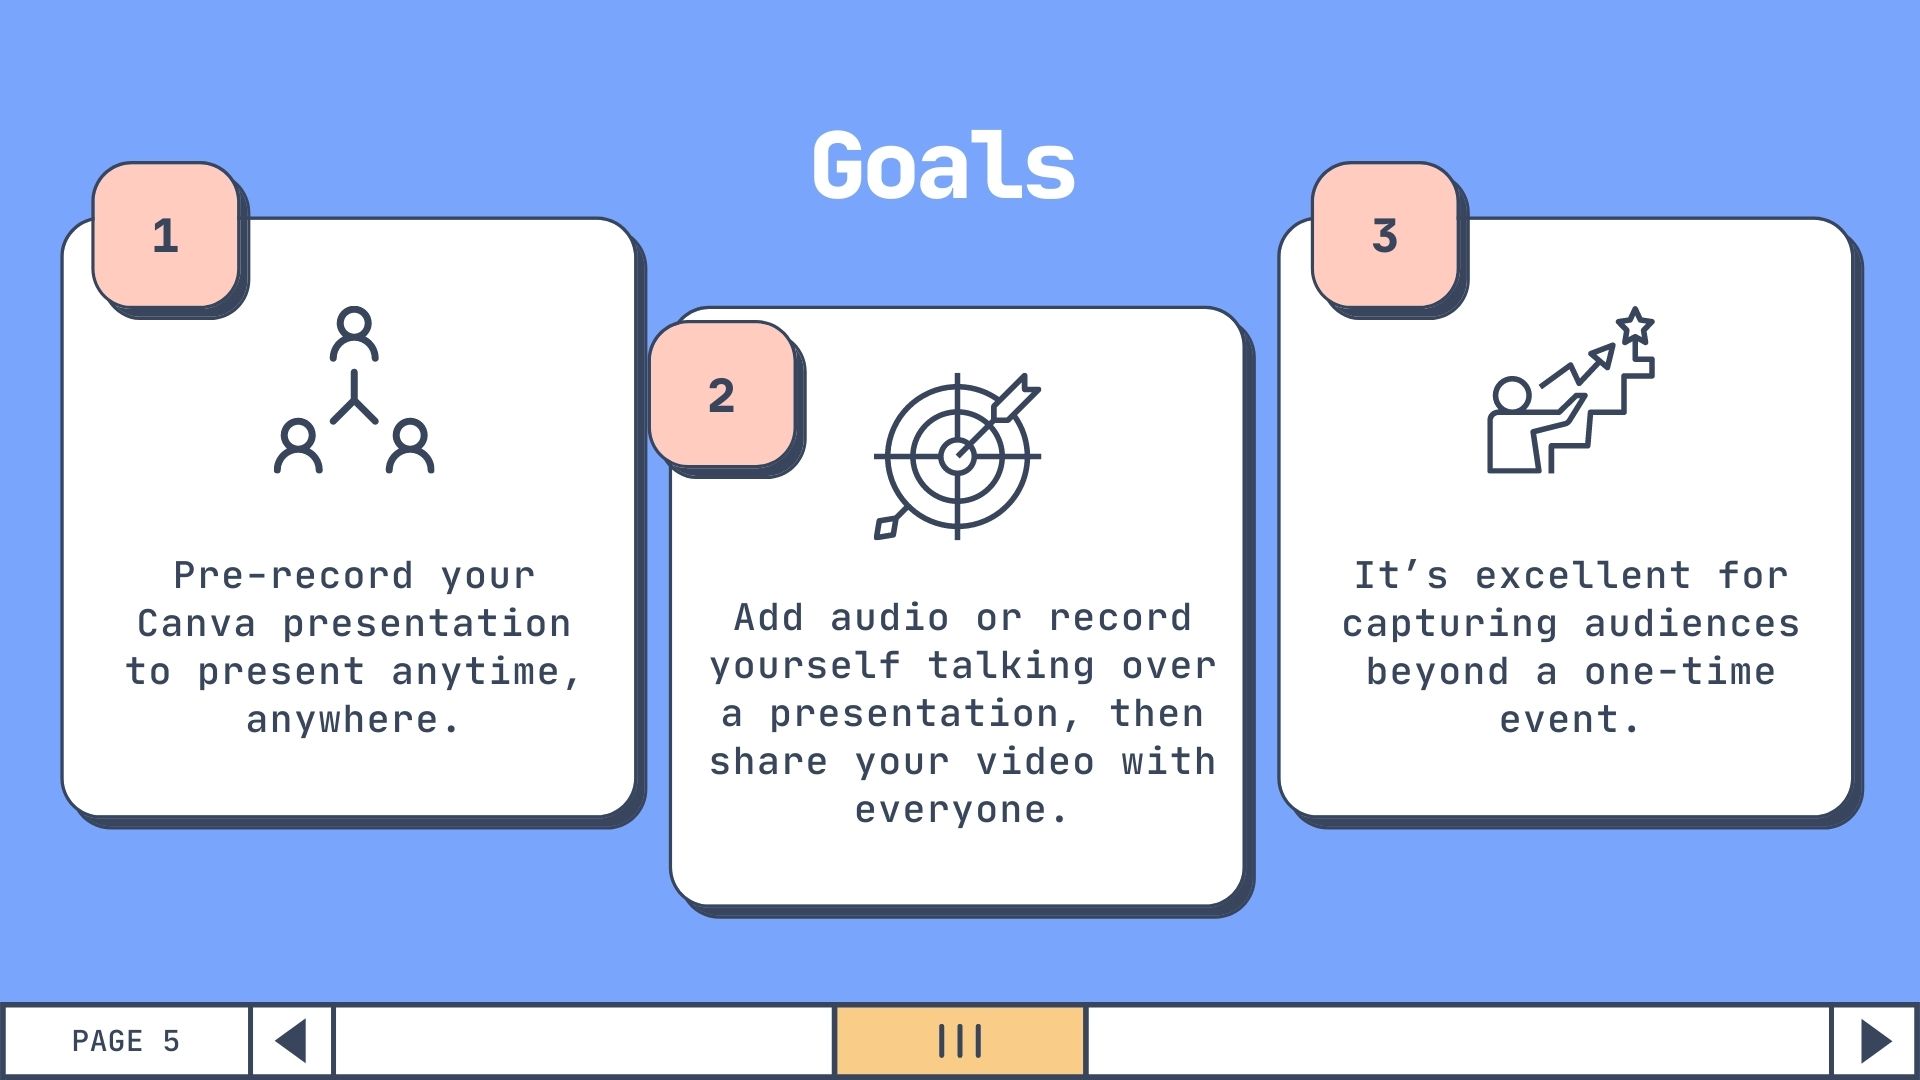 Goals
1
Pre-record your
Canva presentation
to present anytime,
anywhere.
2
Add audio or record
yourself talking over
a presentation, then
share your video with
everyone.
3
It’s excellent for
capturing audiences
beyond a one-time
event.
PAGE 5